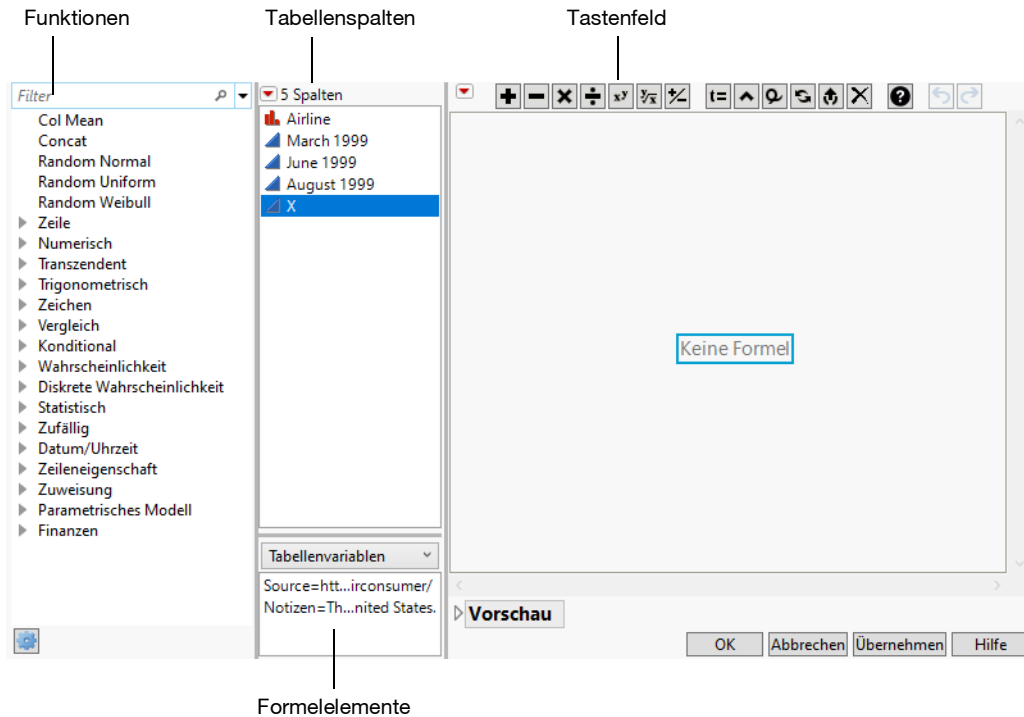 Funktionen
Tabellenspalten
Tastenfeld
Filter
5 Spalten
xʸ
ʸ√x
+/-
t=
?
Col Mean
Concat
Random Normal
Random Uniform
Random Weibull
Zeile
Numerisch
Transzendent
Trigonometrisch
Zeichen
Vergleich
Konditional
Wahrscheinlichkeit
Diskrete Wahrscheinlichkeit
Statistisch
Zufällig
Datum/Uhrzeit
Zeileneigenschaft
Zuweisung
Parametrisches Modell
Finanzen
Airline
March 1999
June 1999
August 1999
X
Keine Formel
Tabellenvariablen
Source=htt...irconsumer/
Notizen=Th...nited States.
Vorschau
OK
Abbrechen
Übernehmen
Hilfe
Formelelemente